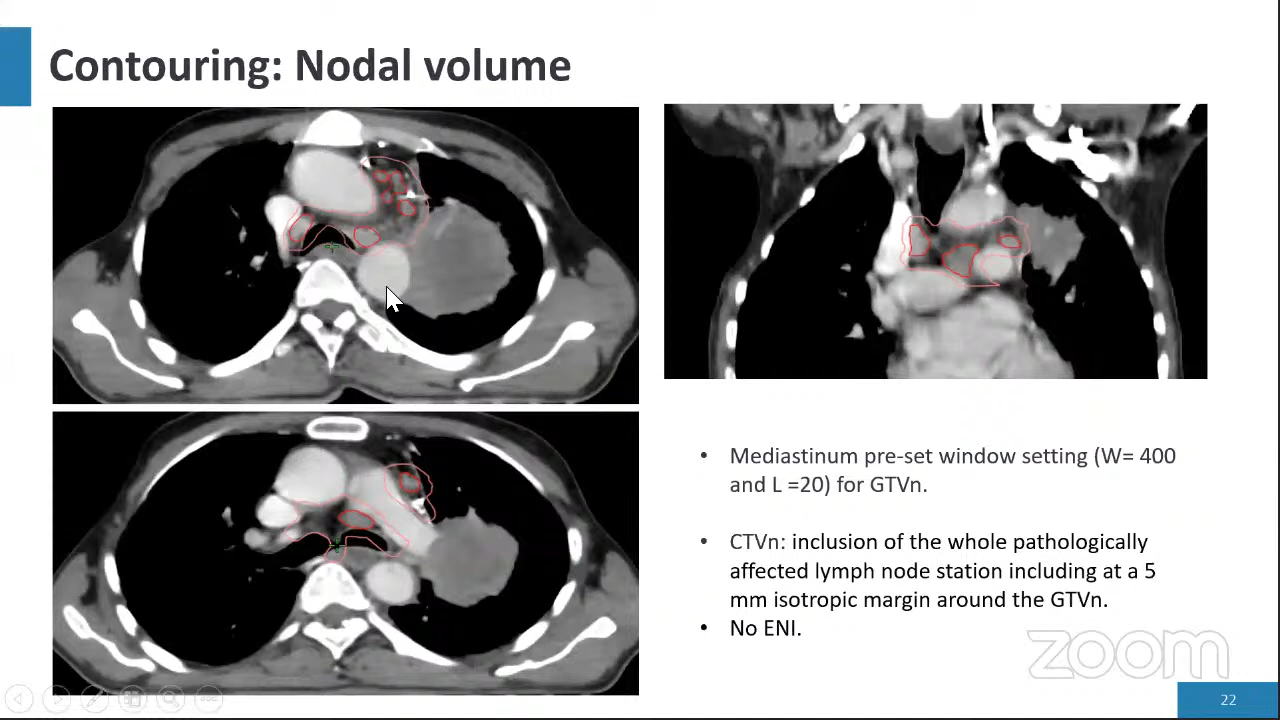 Contouring: Nodal volume
• Mediastinum pre-set window setting (W= 400
and L =20) for GTVn.
• CTVn: inclusion of the whole pathologically
affected lymph node station including at a 5
mm isotropic margin around the GTVn.
• No ENI.
zoom
22